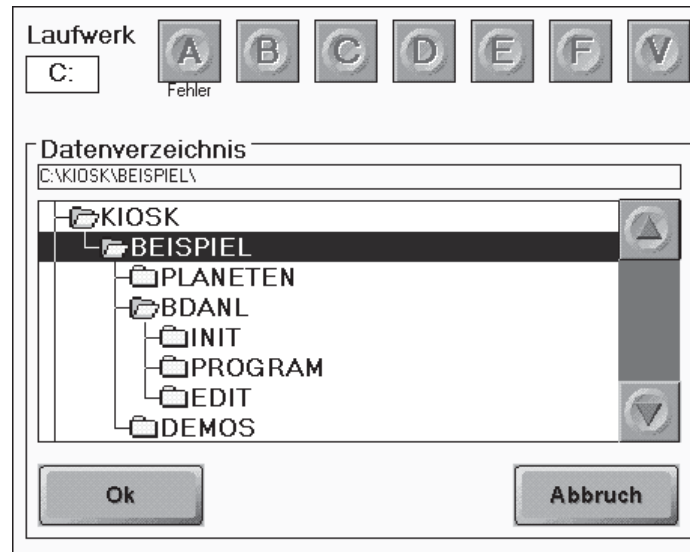 Laufwerk
C:
A B C D E F V
Fehler
Datenverzeichnis
C:\KIOSK\BEISPIEL\
KIOSK
BEISPIEL
PLANETEN
BDANL
INIT
PROGRAM
EDIT
DEMOS
Ok Abbruch